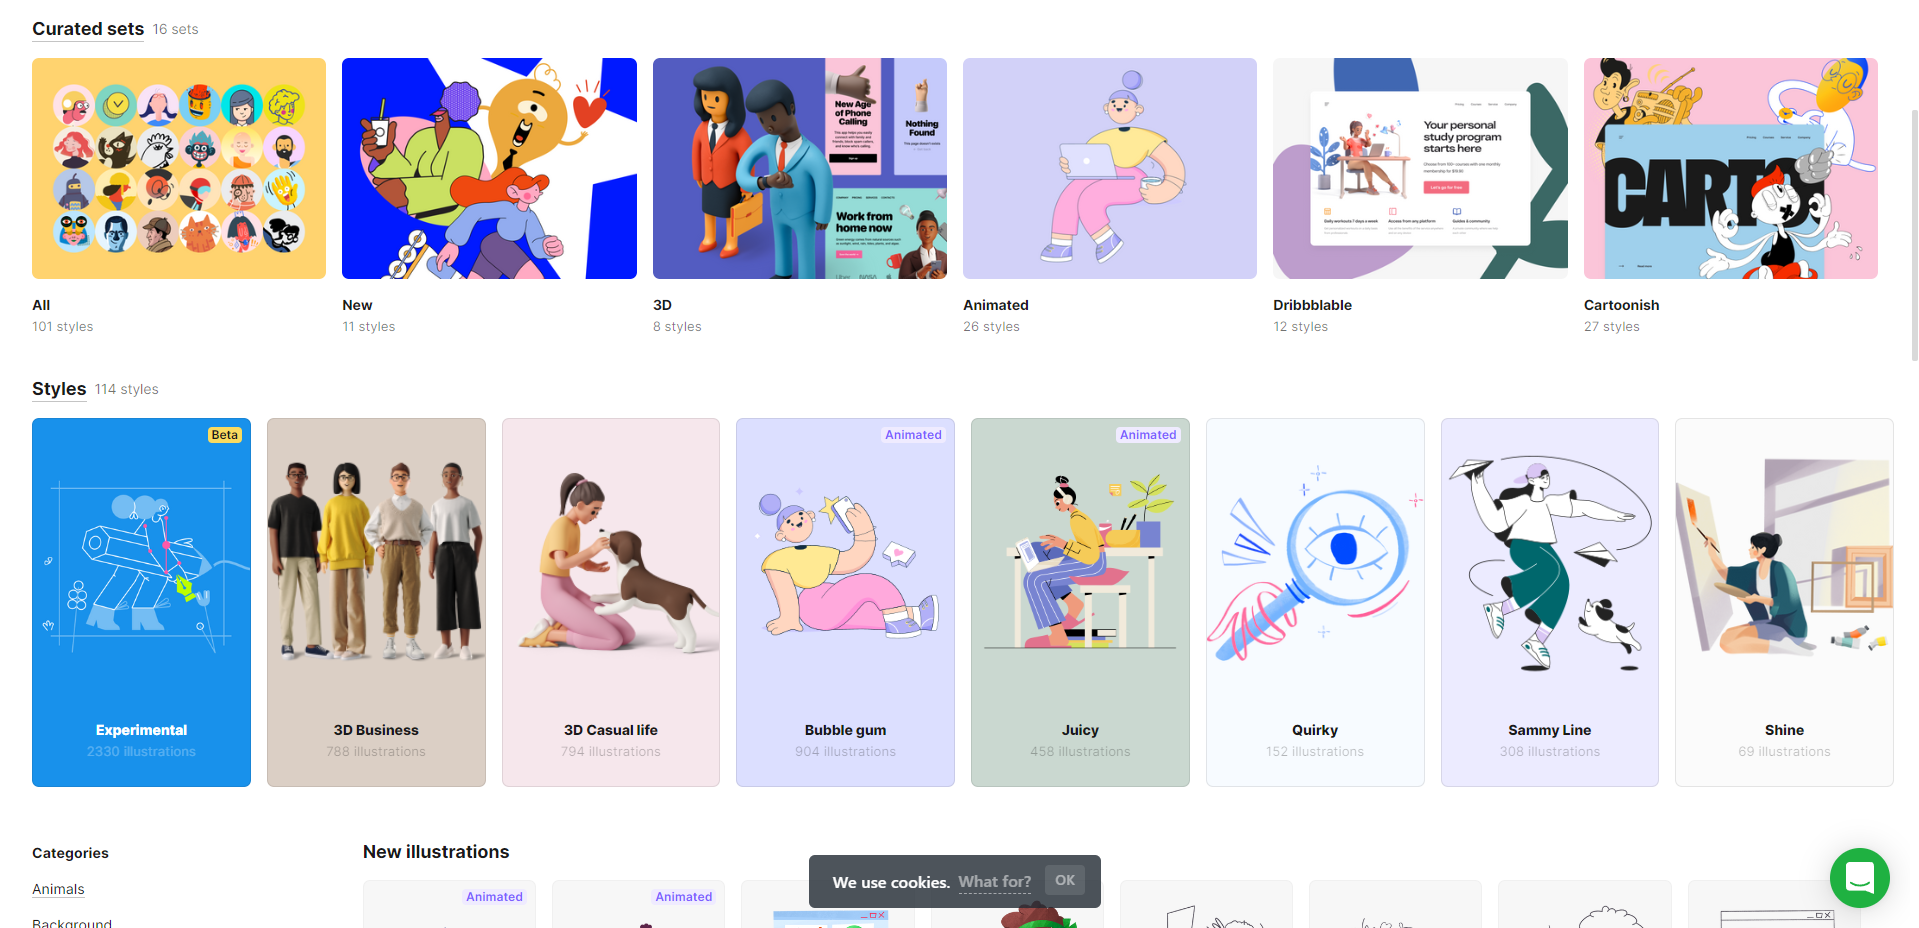 Curated sets 16 sets
New Age
of Phone
Calling
Nothing
Found
Work from
home now
Your personal
study program
starts here
Let's go for free
CARTO
All
101 styles
New
11 styles
3D
8 styles
Animated
26 styles
Dribbblable
12 styles
Cartoonish
27 styles
Styles 114 styles
Beta
Experimental
2330 illustrations
3D Business
788 illustrations
3D Casual life
794 illustrations
Animated
Bubble gum
904 illustrations
Animated
Juicy
458 illustrations
Quirky
152 illustrations
Sammy Line
308 illustrations
Shine
69 illustrations
Categories
Animals
Background
New illustrations
Animated
Animated
We use cookies. What for? OK